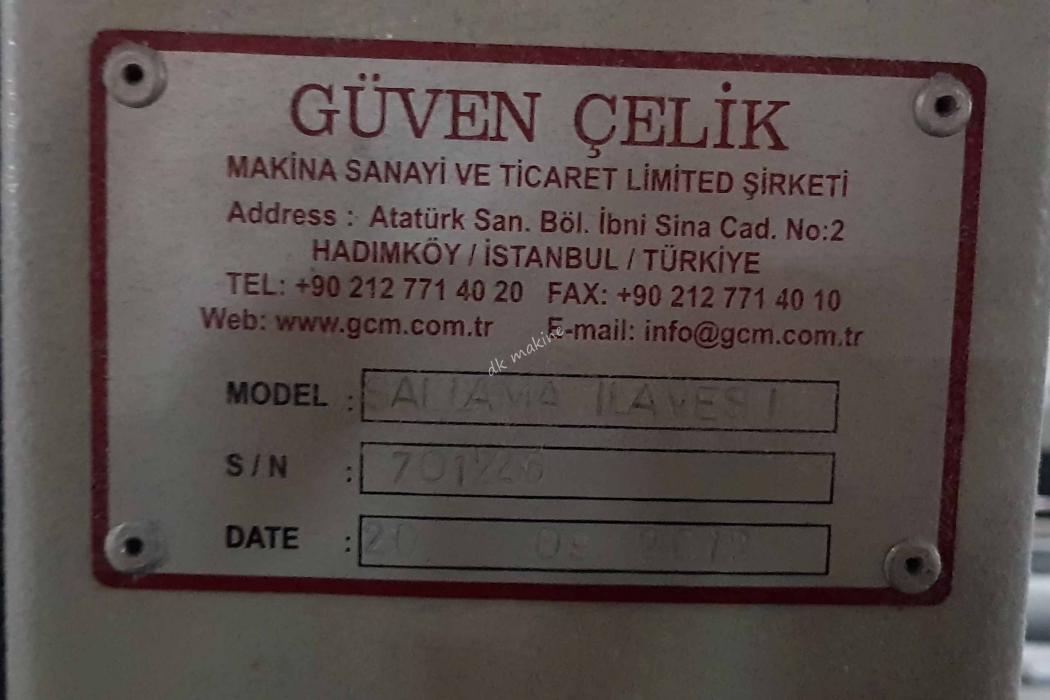 GÜVEN ÇELİK
MAKİNA SANAYİ VE TİCARET LİMİTED ŞİRKETİ
Address : Atatürk San. Böl. İbni Sina Cad. No:2
HADIMKÖY / İSTANBUL / TÜRKİYE
TEL: +90 212 771 40 20 FAX: +90 212 771 40 10
Web: www.gcm.com.tr E-mail: info@gcm.com.tr
dk makine
MODEL : İLAVESİ
S / N :
DATE : 20